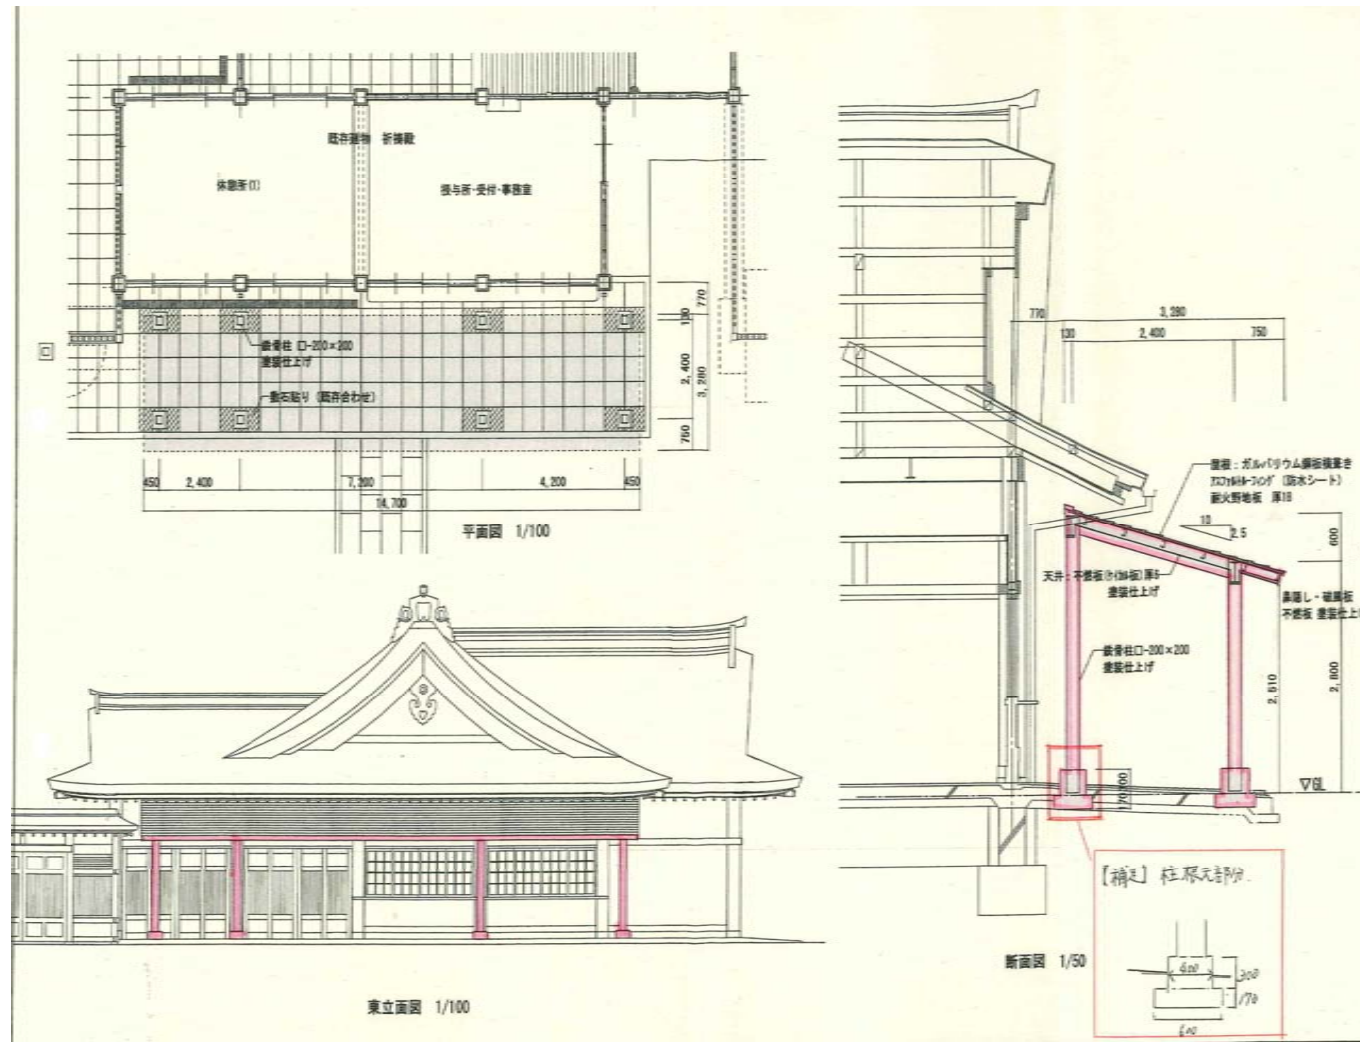 既存建物 祈祷殿
休憩所(1)
授与所・受付・事務室
鉄骨柱 □-200×200
塗装仕上げ
敷石貼り (既存合わせ)
770
130
2,400
3,280
750
450
2,400
7,200
4,200
450
14,700
平面図 1/100
770
3,280
130
2,400
750
屋根：ガルバリウム鋼板横葺き
アスファルトルーフィング (防水シート)
耐火野地板 厚18
10
2.5
600
天井：不燃板(ケイカル板)厚6
塗装仕上げ
鼻隠し・破風板
不燃板 塗装仕上げ
鉄骨柱□-200×200
塗装仕上げ
2,510
2,800
170
300
▽GL
【補足】 柱根元部分
400
300
170
600
断面図 1/50
東立面図 1/100